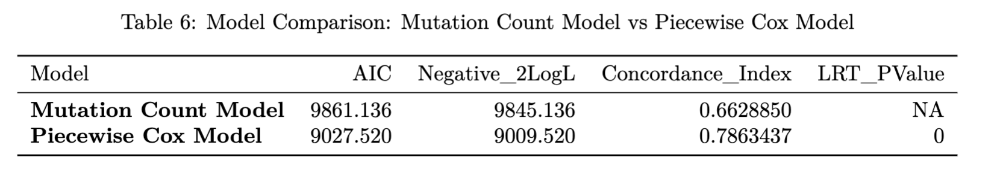 Table 6: Model Comparison: Mutation Count Model vs Piecewise Cox Model
Model AIC Negative_2LogL Concordance_Index LRT_PValue
Mutation Count Model 9861.136 9845.136 0.6628850 NA
Piecewise Cox Model 9027.520 9009.520 0.7863437 0